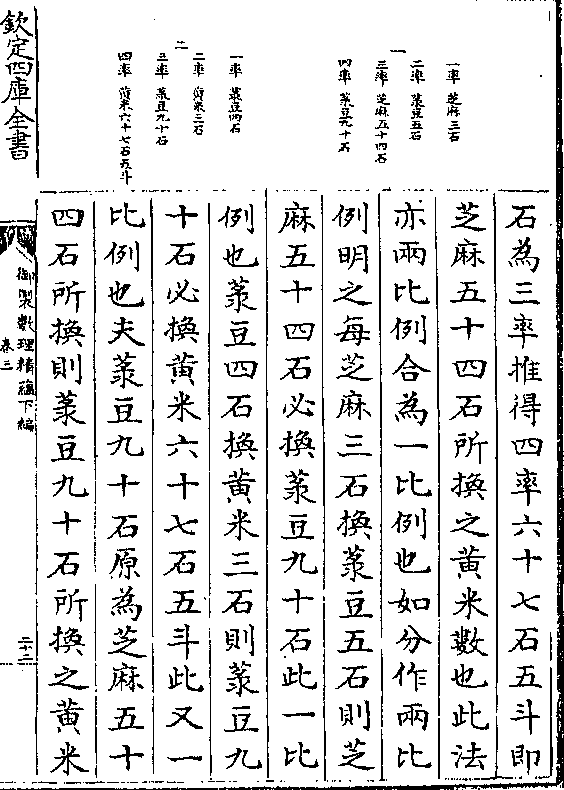 一
一率　芝麻三石
二率　菉豆五石
三率　芝麻五十四石
四率　菉豆九十石
二
一率　菉豆四石
二率　黄米三石
三率　菉豆九十石
四率　黄米六十七石五斗
石為三率推得四率六十七石五斗即
芝麻五十四石所換之黄米數也此法
亦兩比例合為一比例也如分作兩比
例明之每芝麻三石換菉豆五石則芝
麻五十四石必換菉豆九十石此一比
例也菉豆四石換黄米三石則菉豆九
十石必換黄米六十七石五斗此又一
比例也夫菉豆九十石原為芝麻五十
四石所換則菉豆九十石所換之黄米
欽定四庫全書
御製數理精藴下編
卷三